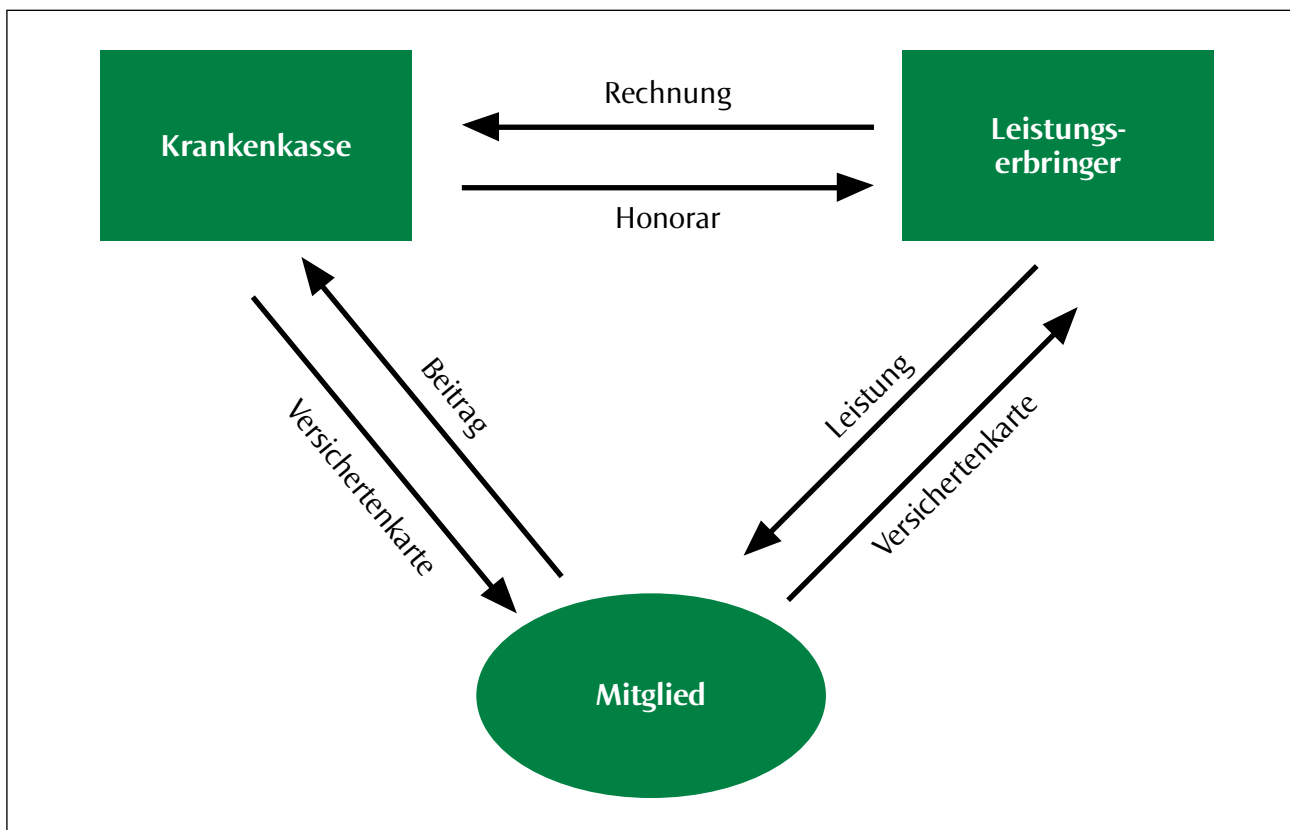 Rechnung
Krankenkasse
Leistungs-
erbringer
Honorar
Beitrag
Versichertenkarte
Leistung
Versichertenkarte
Mitglied